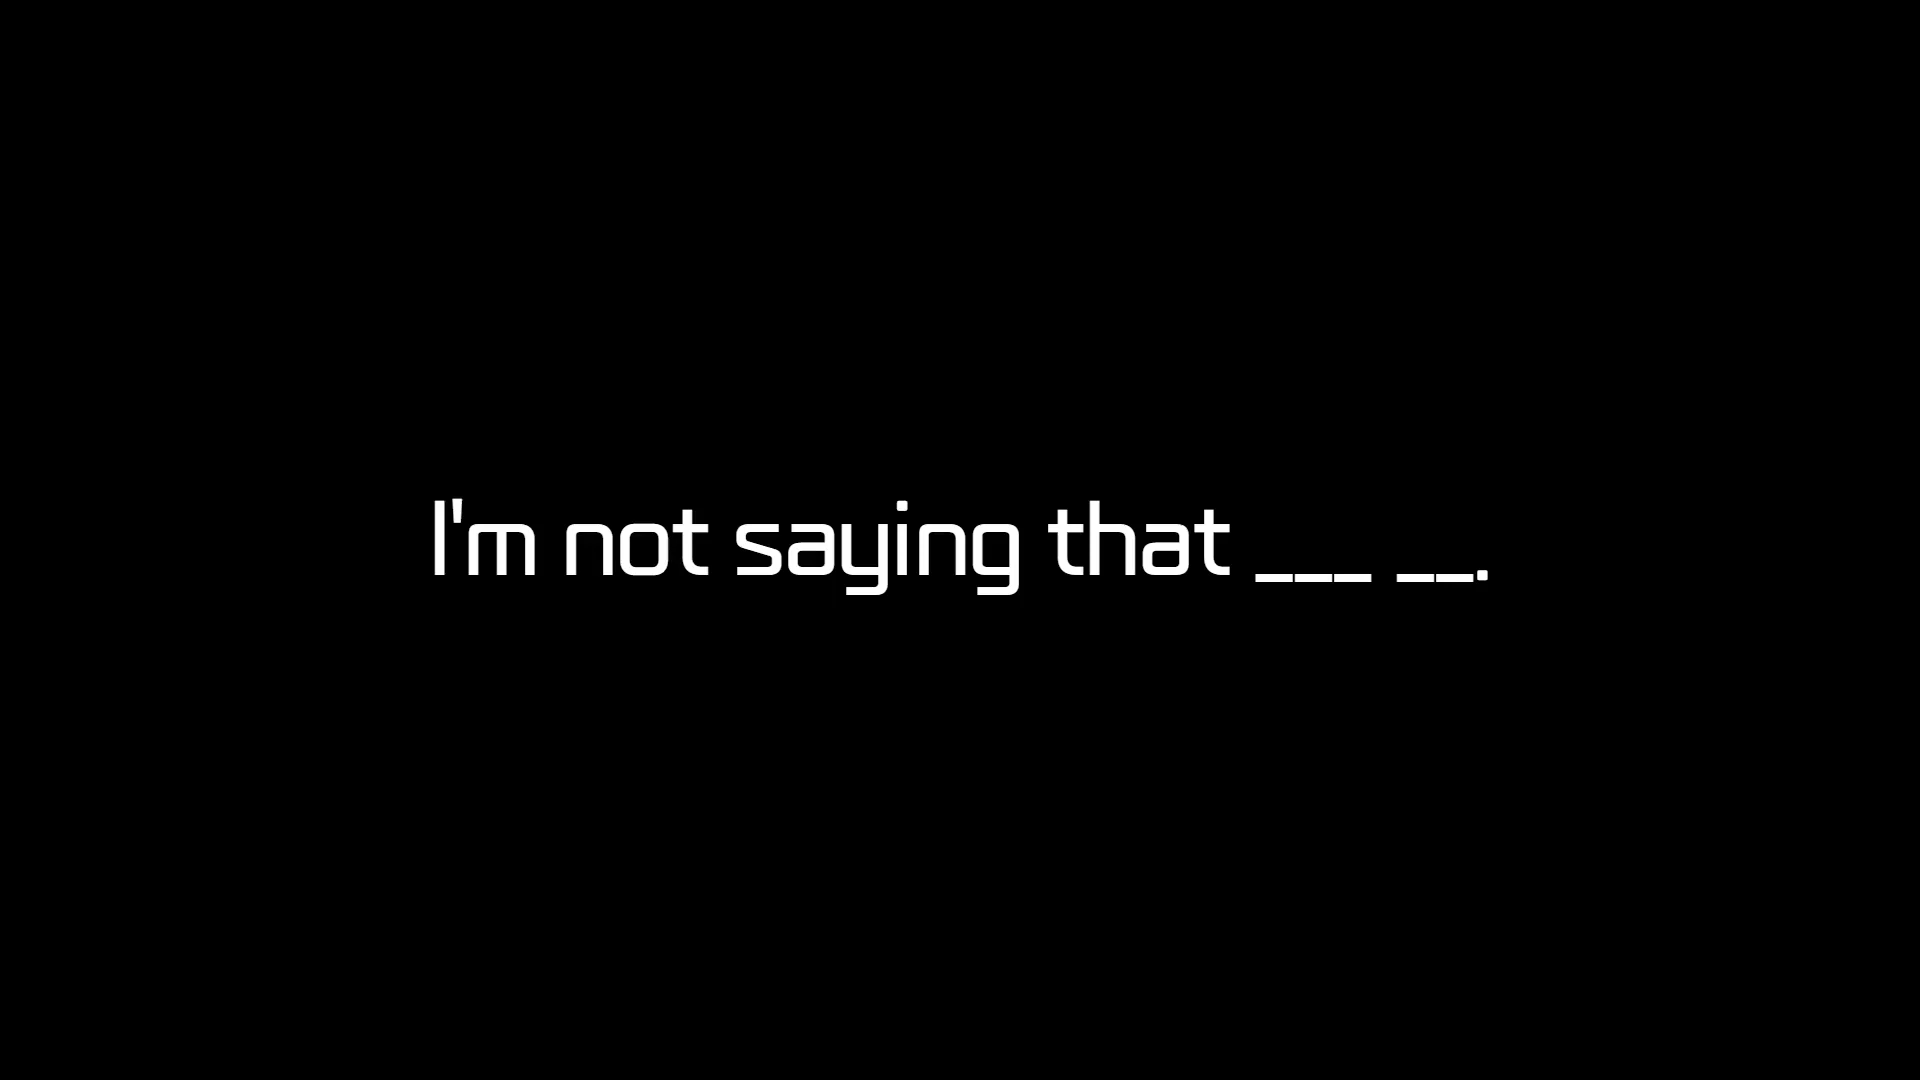 I'm not saying that ___ __.